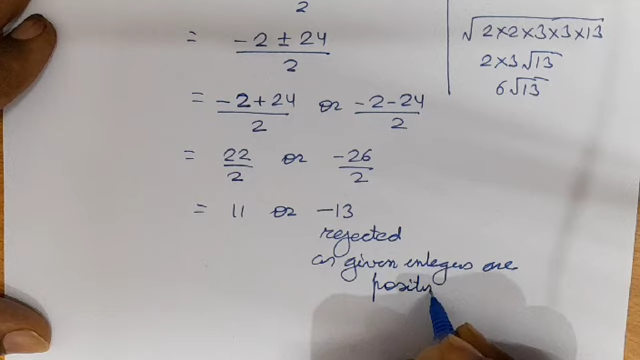 2
= -2 ± 24 / 2
= -2+24 / 2 or -2-24 / 2
= 22 / 2 or -26 / 2
= 11 or -13
rejected
as given integers are
positiv
√2×2×3×3×13
2×3√13
6√13